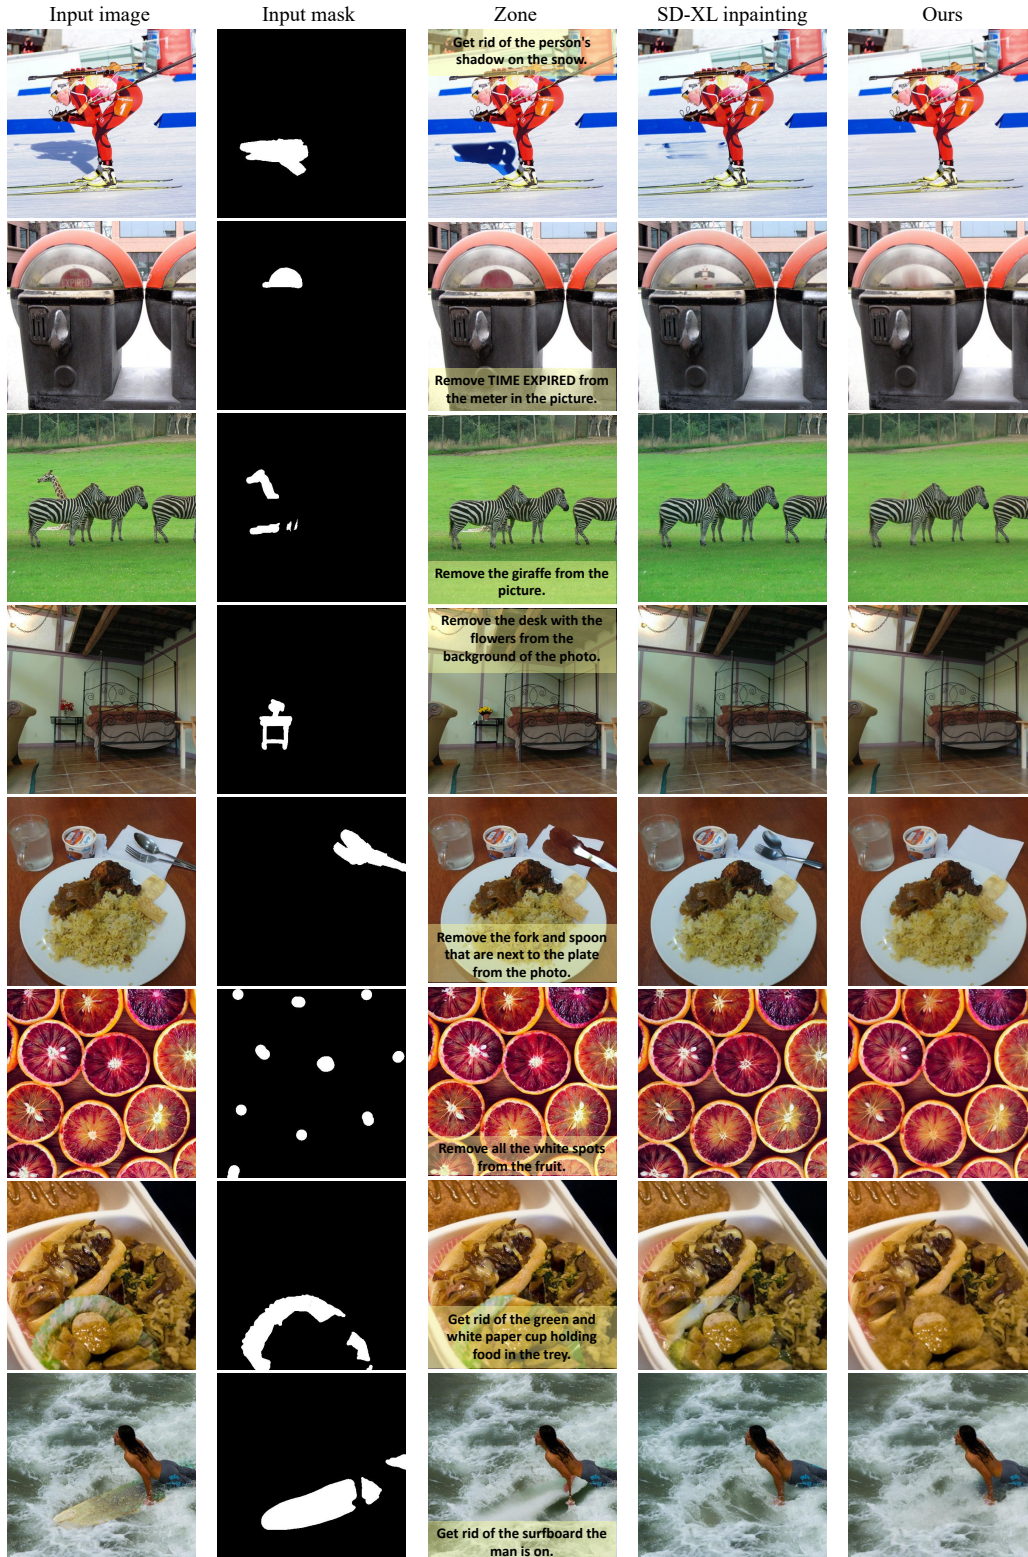 Input image
Input mask
Zone
SD-XL inpainting
Ours
Get rid of the person's
shadow on the snow.
Remove TIME EXPIRED from
the meter in the picture.
Remove the giraffe from the
picture.
Remove the desk with the
flowers from the
background of the photo.
Remove the fork and spoon
that are next to the plate
from the photo.
Remove all the white spots
from the fruit.
Get rid of the green and
white paper cup holding
food in the trey.
Get rid of the surfboard the
man is on.